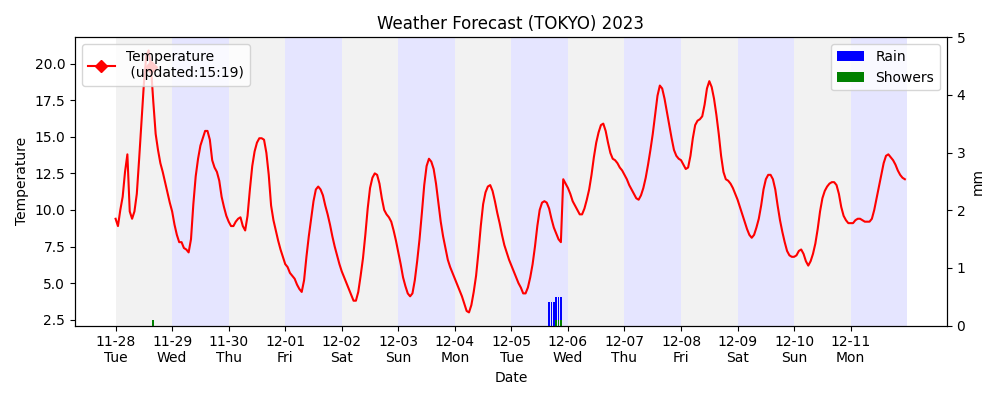 Weather Forecast (TOKYO) 2023
Temperature
(updated:15:19)
Rain
Showers
Temperature
20.0
17.5
15.0
12.5
10.0
7.5
5.0
2.5
5
4
3
2
1
0
mm
11-28 11-29 11-30 12-01 12-02 12-03 12-04 12-05 12-06 12-07 12-08 12-09 12-10 12-11
Tue Wed Thu Fri Sat Sun Mon Tue Wed Thu Fri Sat Sun Mon
Date